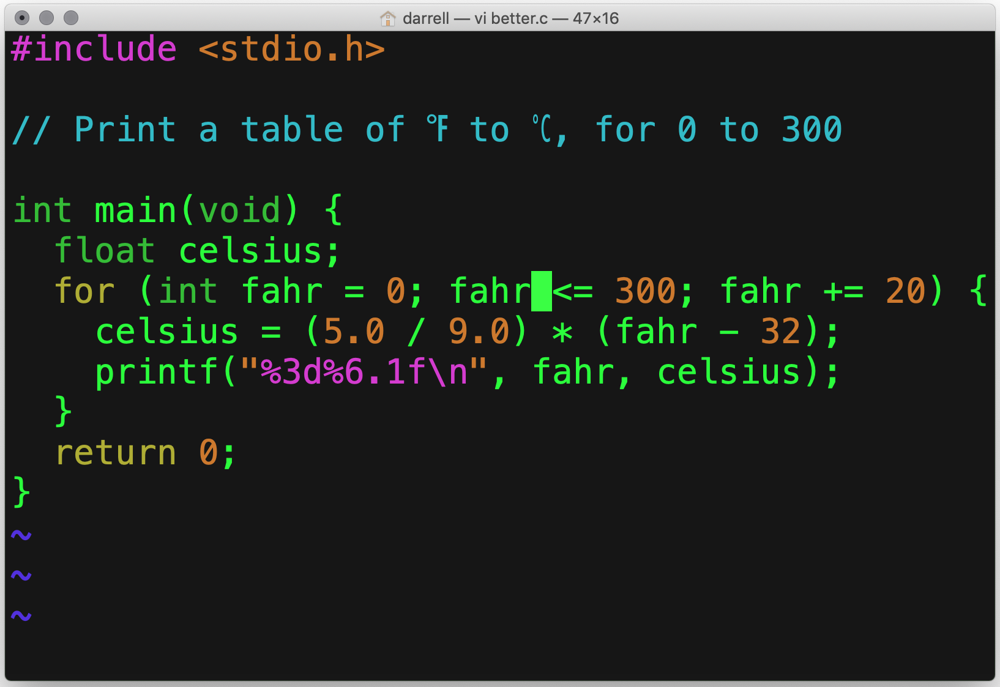 darrell — vi better.c — 47×16
#include <stdio.h>

// Print a table of ℉ to ℃, for 0 to 300

int main(void) {
  float celsius;
  for (int fahr = 0; fahr <= 300; fahr += 20) {
    celsius = (5.0 / 9.0) * (fahr - 32);
    printf("%3d%6.1f\n", fahr, celsius);
  }
  return 0;
}
~
~
~